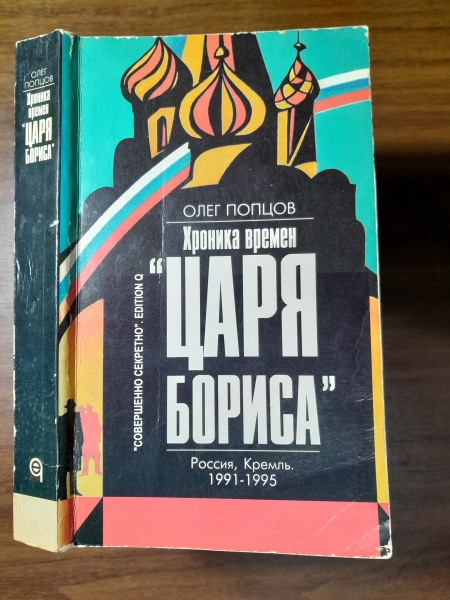 ОЛЕГ
ПОПЦОВ
Хроника
времен
"ЦАРЯ
БОРИСА"
ОЛЕГ ПОПЦОВ
Хроника времен
"ЦАРЯ
БОРИСА"
Россия, Кремль.
1991-1995
"СОВЕРШЕННО СЕКРЕТНО". EDITION Q